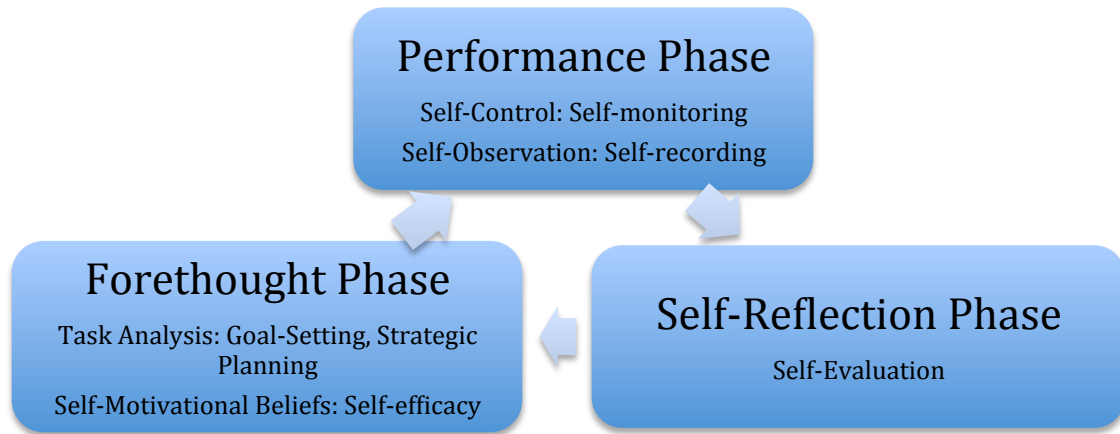 Performance Phase
Self-Control: Self-monitoring
Self-Observation: Self-recording
Forethought Phase
Task Analysis: Goal-Setting, Strategic
Planning
Self-Motivational Beliefs: Self-efficacy
Self-Reflection Phase
Self-Evaluation